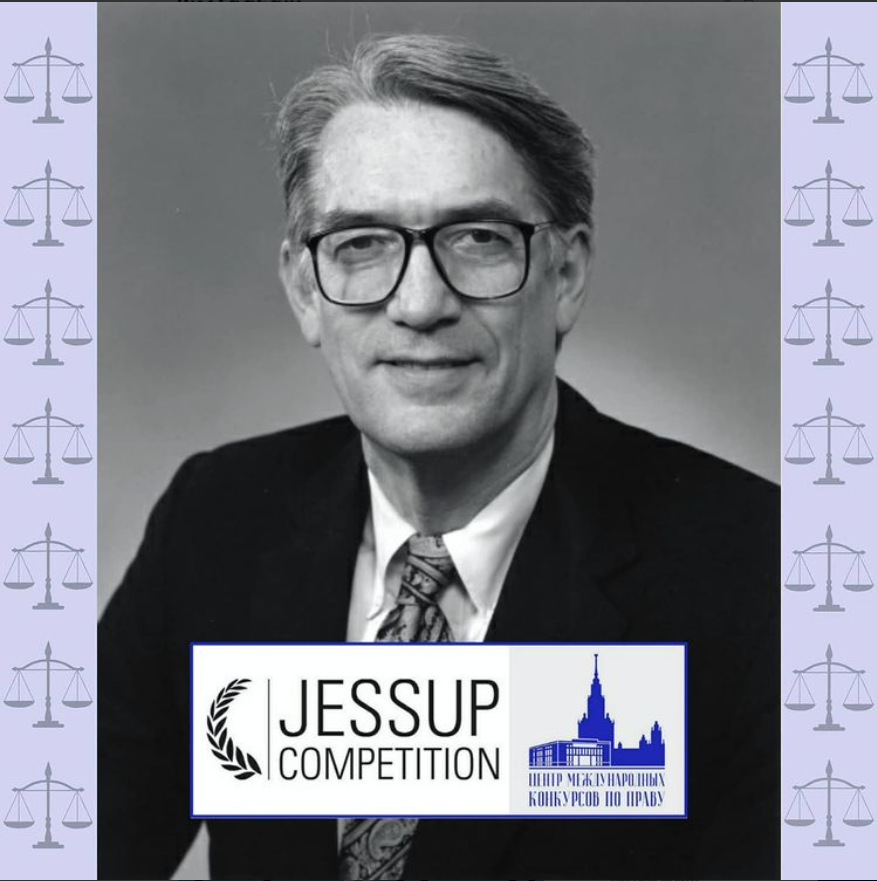 JESSUP
COMPETITION
ЦЕНТР МЕЖДУНАРОДНЫХ
КОНКУРСОВ ПО ПРАВУ